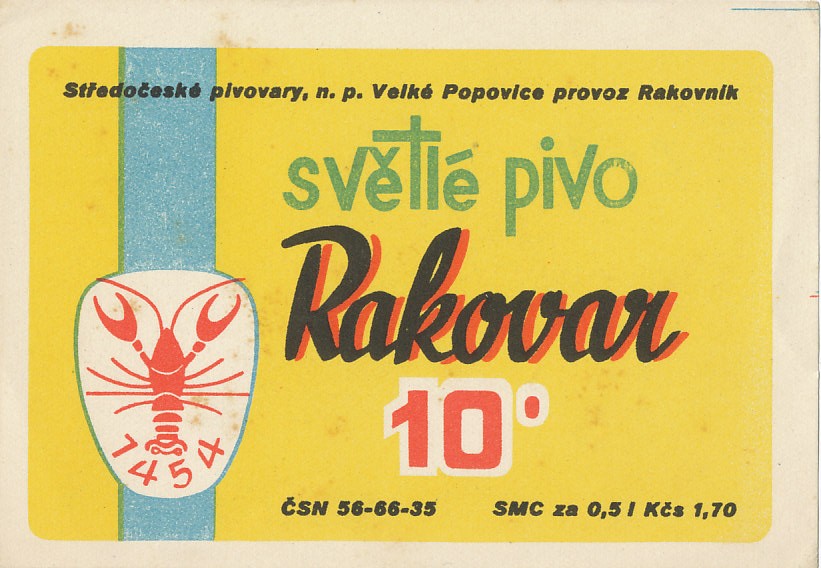 Středočeské pivovary, n. p. Velké Popovice provoz Rakovník
světlé pivo
Rakovar
10°
1454
ČSN 56-66-35 SMC za 0,5 l Kčs 1,70